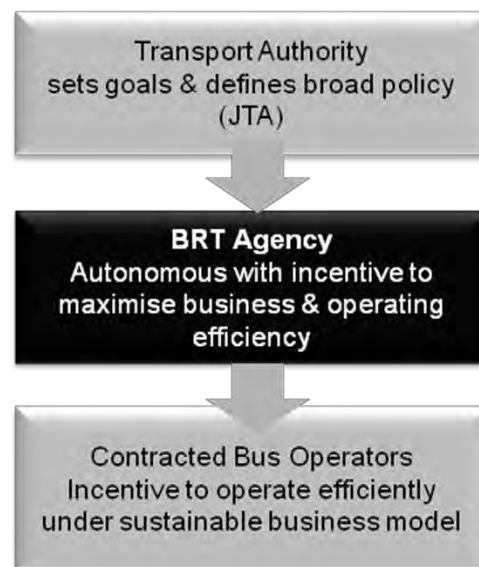 Transport Authority
sets goals & defines broad policy
(JTA)
BRT Agency
Autonomous with incentive to
maximise business & operating
efficiency
Contracted Bus Operators
Incentive to operate efficiently
under sustainable business model